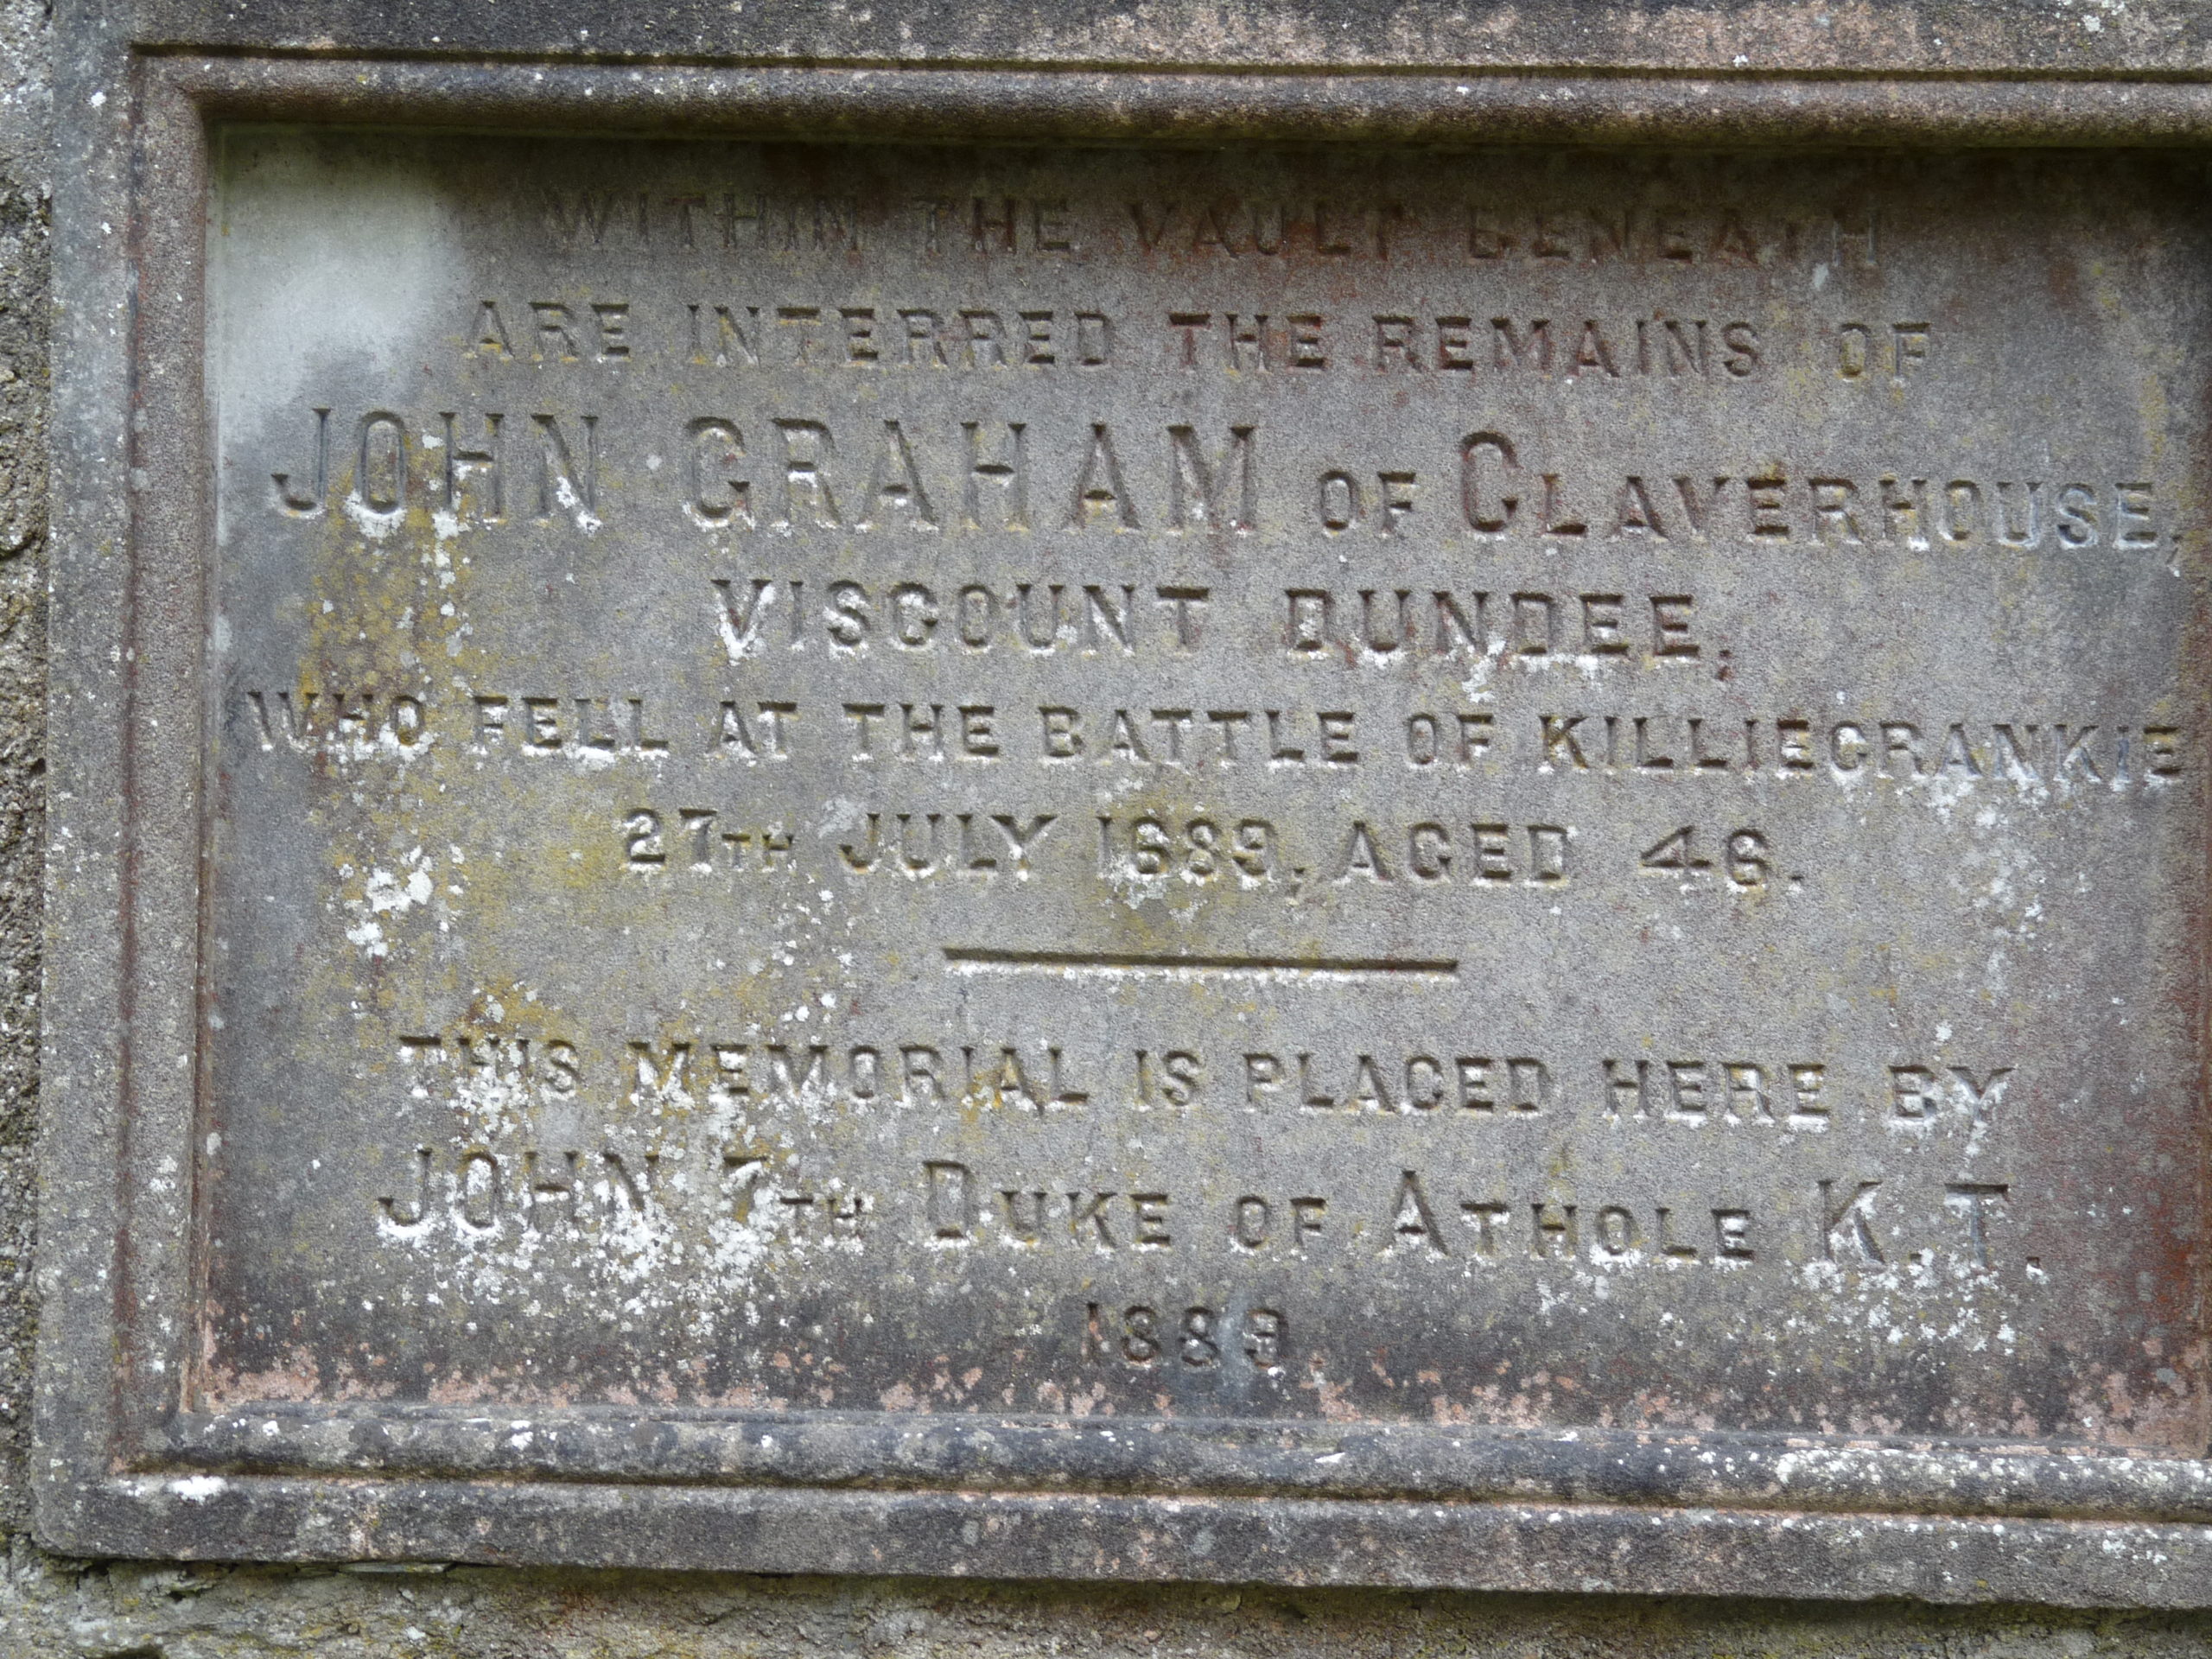 WITHIN THE VAULT BENEATH
ARE INTERRED THE REMAINS OF
JOHN GRAHAM OF CLAVERHOUSE,
VISCOUNT DUNDEE,
WHO FELL AT THE BATTLE OF KILLIECRANKIE
27TH JULY 1689, AGED 46.
THIS MEMORIAL IS PLACED HERE BY
JOHN 7TH DUKE OF ATHOLE K.T.
1889